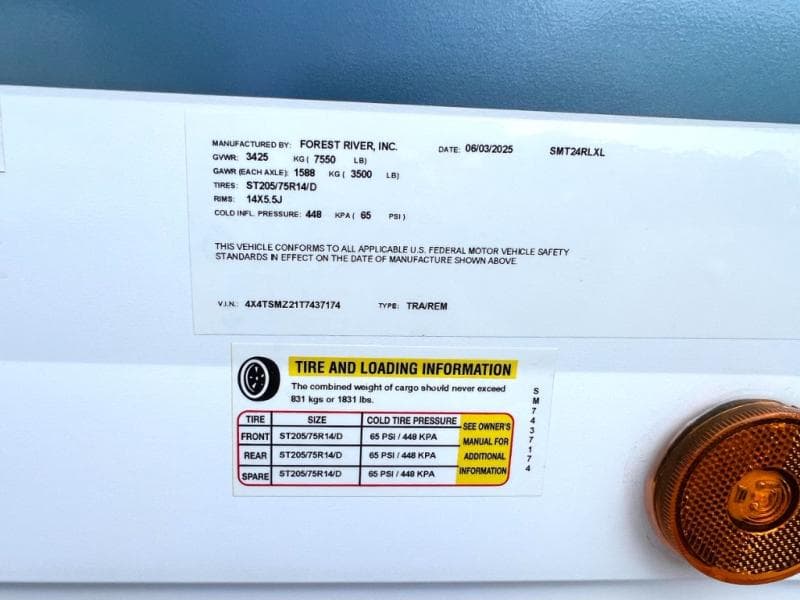 MANUFACTURED BY: FOREST RIVER, INC. DATE: 06/03/2025 SMT24RLXL
GVWR: 3425 KG ( 7550 LB)
GAWR (EACH AXLE): 1588 KG ( 3500 LB)
TIRES: ST205/75R14/D
RIMS: 14X5.5J
COLD INFL. PRESSURE: 448 KPA ( 65 PSI )
THIS VEHICLE CONFORMS TO ALL APPLICABLE U.S. FEDERAL MOTOR VEHICLE SAFETY
STANDARDS IN EFFECT ON THE DATE OF MANUFACTURE SHOWN ABOVE.
V.I.N.: 4X4TSMZ21T7437174 TYPE: TRA/REM
TIRE AND LOADING INFORMATION
The combined weight of cargo should never exceed
831 kgs or 1831 lbs.
TIRE SIZE COLD TIRE PRESSURE
FRONT ST205/75R14/D 65 PSI / 448 KPA
REAR ST205/75R14/D 65 PSI / 448 KPA
SPARE ST205/75R14/D 65 PSI / 448 KPA
SEE OWNER'S
MANUAL FOR
ADDITIONAL
INFORMATION
SM7437174